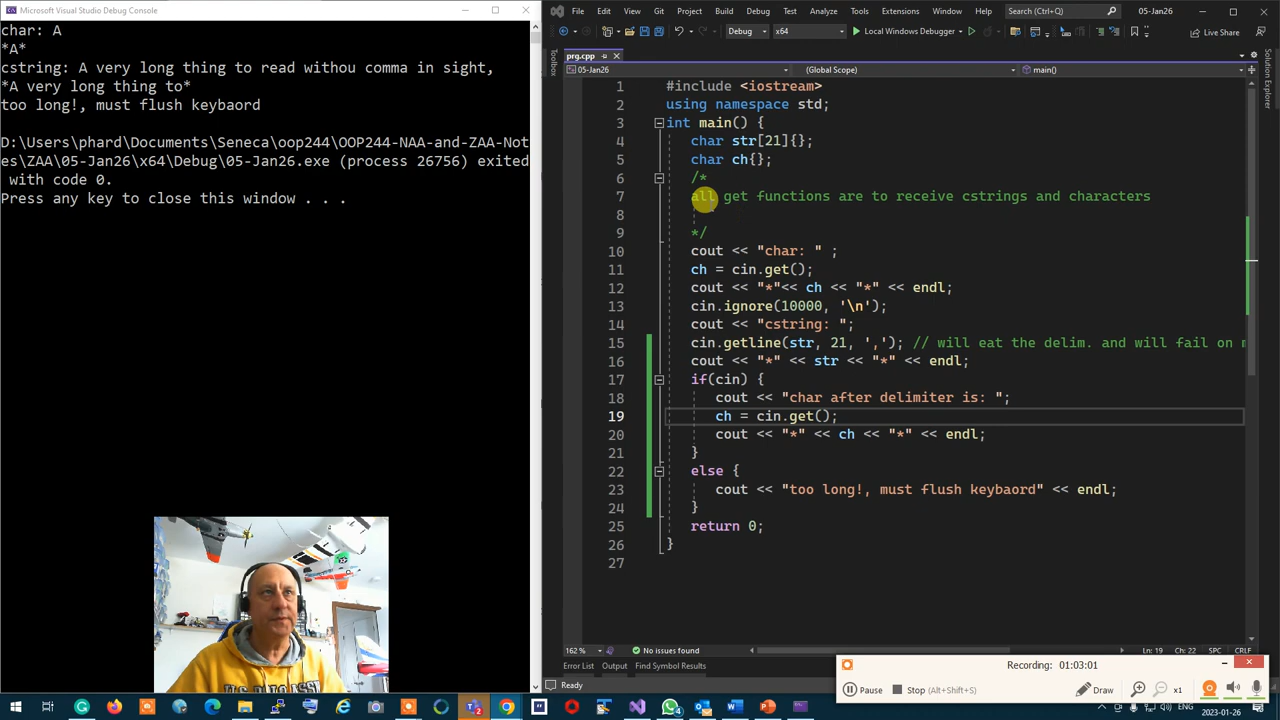 Microsoft Visual Studio Debug Console
char: A
*A*
cstring: A very long thing to read withou comma in sight,
*A very long thing to*
too long!, must flush keybaord
D:\Users\phard\Documents\Seneca\oop244\OOP244-NAA-and-ZAA-Not
es\ZAA\05-Jan26\X64\Debug\05-Jan26.exe (process 26756) exited
with code 0.
Press any key to close this window . . .
File Edit View Git Project Build Debug Test Analyze Tools Extensions Window Help Search (Ctrl+Q) 05-Jan26
Debug x64 Local Windows Debugger Live Share
prg.cpp
05-Jan26 (Global Scope) main()
Toolbox
Solution Explorer
1 #include <iostream>
2 using namespace std;
3 int main() {
4 char str[21]{};
5 char ch{};
6 /*
7 all get functions are to receive cstrings and characters
8
9 */
10 cout << "char: " ;
11 ch = cin.get();
12 cout << "*"<< ch << "*" << endl;
13 cin.ignore(10000, '\n');
14 cout << "cstring: ";
15 cin.getline(str, 21, ','); // will eat the delim. and will fail on m
16 cout << "*" << str << "*" << endl;
17 if(cin) {
18 cout << "char after delimiter is: ";
19 ch = cin.get();
20 cout << "*" << ch << "*" << endl;
21 }
22 else {
23 cout << "too long!, must flush keybaord" << endl;
24 }
25 return 0;
26 }
27
162 % No issues found Ln: 19 Ch: 22 SPC CRLF
Error List Output Find Symbol Results
Ready
Recording: 01:03:01
Pause Stop (Alt+Shift+S) Draw x1
ENG
2023-01-26